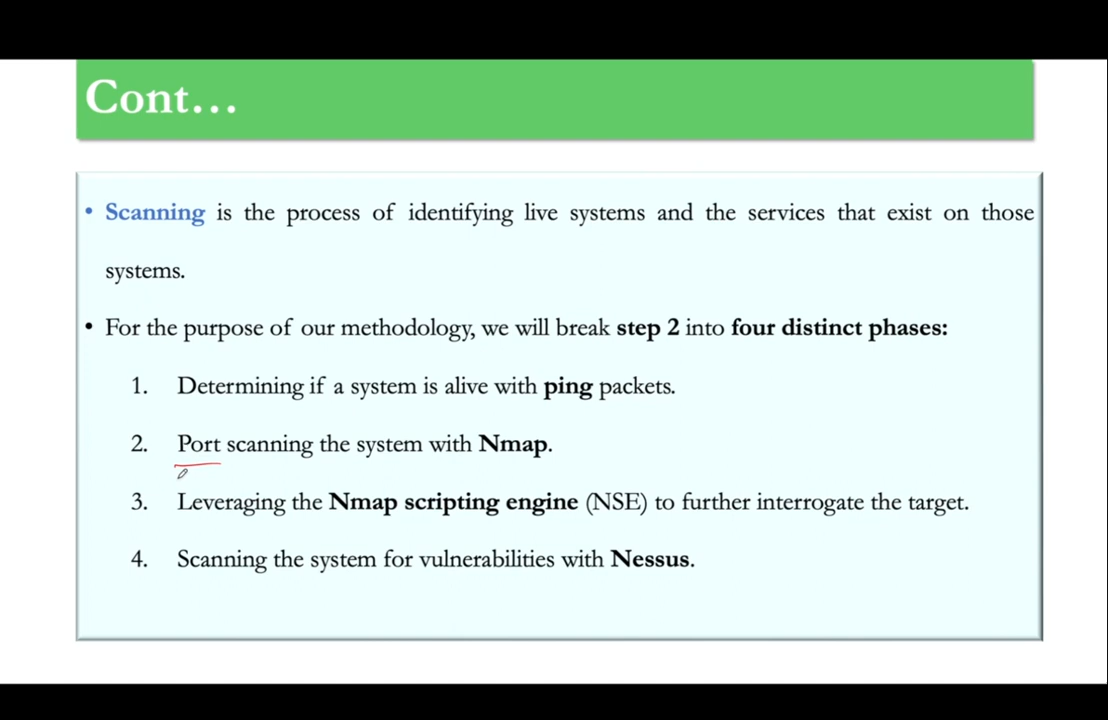 Cont...
• Scanning is the process of identifying live systems and the services that exist on those
systems.
• For the purpose of our methodology, we will break step 2 into four distinct phases:
1. Determining if a system is alive with ping packets.
2. Port scanning the system with Nmap.
3. Leveraging the Nmap scripting engine (NSE) to further interrogate the target.
4. Scanning the system for vulnerabilities with Nessus.